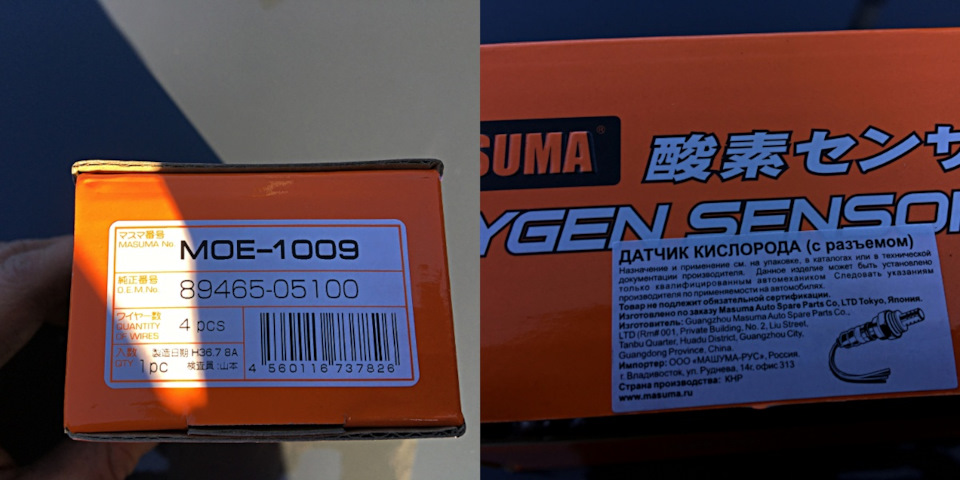 マスマ番号
MASUMA No.
MOE-1009
純正番号
O.E.M.No.
89465-05100
ワイヤー数
QUANTITY
OF WIRES
4 pcs
入数
QTY
1pc
製造日期 H36.7 8A
検査員:山本
4 560116 737826
SUMA®
酸素センサ
YGEN SENSOR
ДАТЧИК КИСЛОРОДА (с разъемом)
Назначение и применение см. на упаковке, в каталогах или в технической
документации производителя. Данное изделие может быть установлено
только квалифицированным автомехаником Следовать указаниям
производителя по применяемости на автомобилях.
Товар не подлежит обязательной сертификации.
Изготовлено по заказу Masuma Auto Spare Parts Co, LTD Tokyo, Япония.
Изготовитель: Guangzhou Masuma Auto Spare Parts Co.,
LTD (Rm# 001, Private Building, No. 2, Liu Street,
Tanbu Quarter, Huadu District, Guangzhou City,
Guangdong Province, China.
Импортер: ООО «МАШУМА-РУС», Россия,
г. Владивосток, ул. Руднева, 14г, офис 313
Страна производства: КНР
www.masuma.ru